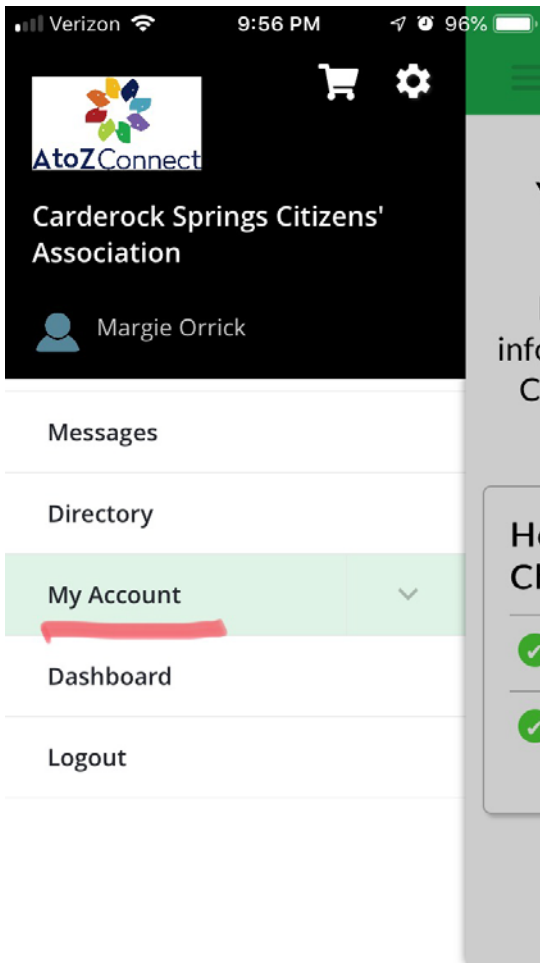 Verizon 9:56 PM 96%
AtoZConnect
Carderock Springs Citizens'
Association
Margie Orrick
Messages
Directory
My Account
Dashboard
Logout